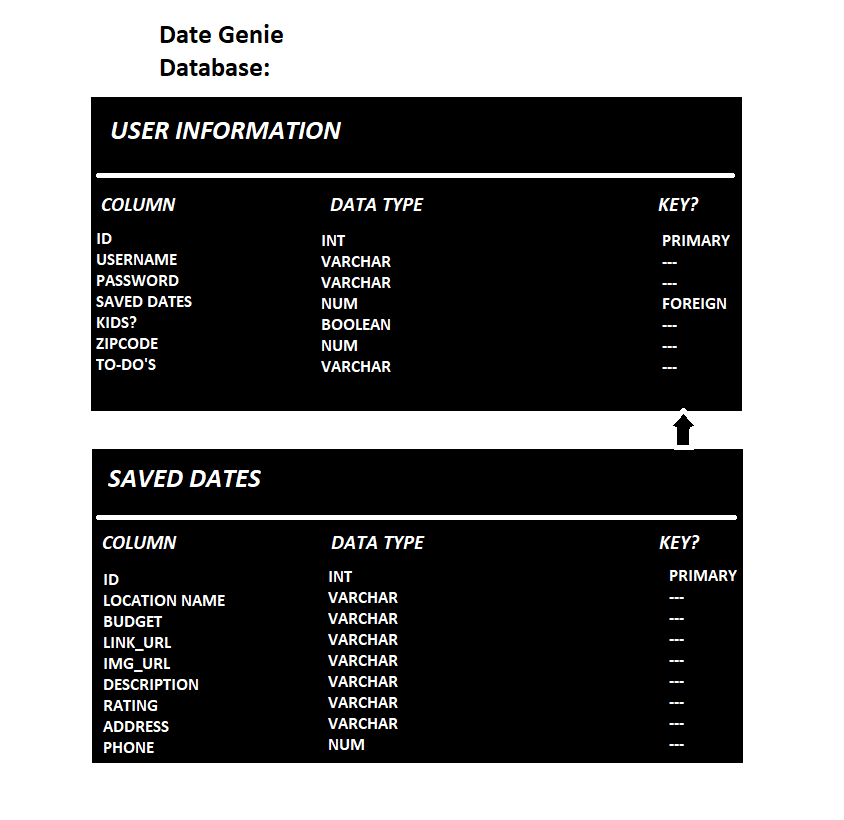 Date Genie
Database:
USER INFORMATION
COLUMN DATA TYPE KEY?
ID INT PRIMARY
USERNAME VARCHAR ---
PASSWORD VARCHAR ---
SAVED DATES NUM FOREIGN
KIDS? BOOLEAN ---
ZIPCODE NUM ---
TO-DO'S VARCHAR ---
SAVED DATES
COLUMN DATA TYPE KEY?
ID INT PRIMARY
LOCATION NAME VARCHAR ---
BUDGET VARCHAR ---
LINK_URL VARCHAR ---
IMG_URL VARCHAR ---
DESCRIPTION VARCHAR ---
RATING VARCHAR ---
ADDRESS VARCHAR ---
PHONE NUM ---